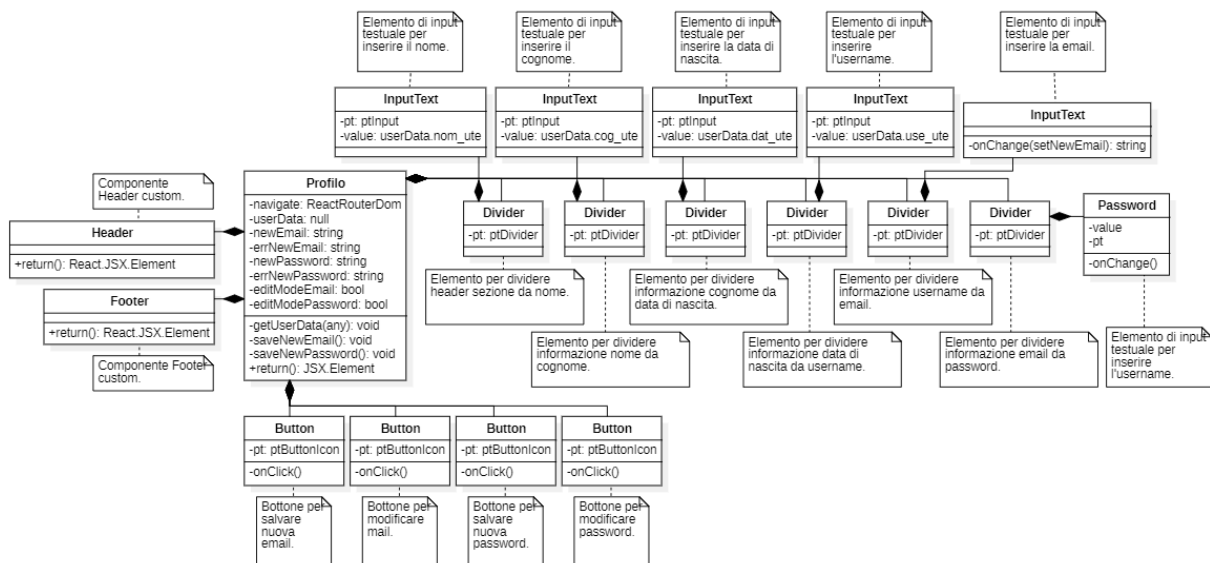 Elemento di input
testuale per
inserire il nome.
Elemento di input
testuale per
inserire il
cognome.
Elemento di input
testuale per
inserire la data di
nascita.
Elemento di input
testuale per
inserire
l'username.
Elemento di input
testuale per
inserire la email.
InputText
-pt: ptInput
-value: userData.nom_ute
InputText
-pt: ptInput
-value: userData.cog_ute
InputText
-pt: ptInput
-value: userData.dat_ute
InputText
-pt: ptInput
-value: userData.use_ute
InputText
-onChange(setNewEmail): string
Componente
Header custom.
Header
+return(): React.JSX.Element
Footer
+return(): React.JSX.Element
Componente Footer
custom.
Profilo
-navigate: ReactRouterDom
-userData: null
-newEmail: string
-errNewEmail: string
-newPassword: string
-errNewPassword: string
-editModeEmail: bool
-editModePassword: bool
-getUserData(any): void
-saveNewEmail(): void
-saveNewPassword(): void
+return(): JSX.Element
Divider
-pt: ptDivider
Divider
-pt: ptDivider
Divider
-pt: ptDivider
Divider
-pt: ptDivider
Divider
-pt: ptDivider
Divider
-pt: ptDivider
Password
-value
-pt
-onChange()
Elemento per dividere
header sezione da nome.
Elemento per dividere
informazione cognome da
data di nascita.
Elemento per dividere
informazione username da
email.
Elemento per dividere
informazione nome da
cognome.
Elemento per dividere
informazione data di
nascita da username.
Elemento per dividere
informazione email da
password.
Elemento di input
testuale per
inserire
l'username.
Button
-pt: ptButtonIcon
-onClick()
Button
-pt: ptButtonIcon
-onClick()
Button
-pt: ptButtonIcon
-onClick()
Button
-pt: ptButtonIcon
-onClick()
Bottone per
salvare
nuova
email.
Bottone per
modificare
mail.
Bottone per
salvare
nuova
password.
Bottone per
modificare
password.